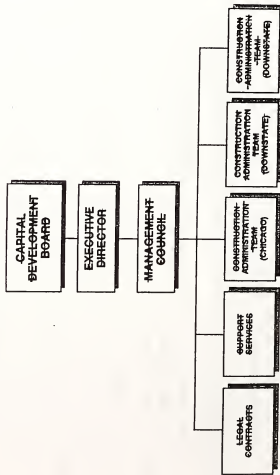 CAPITAL
DEVELOPMENT
BOARD
EXECUTIVE
DIRECTOR
MANAGEMENT
COUNCIL
LEGAL
CONTRACTS
SUPPORT
SERVICES
CONSTRUCTION
ADMINISTRATION
TEAM
(CHICAGO)
CONSTRUCTION
ADMINISTRATION
TEAM
(DOWNSTATE)
CONSTRUCTION
ADMINISTRATION
TEAM
(DOWNSTATE)